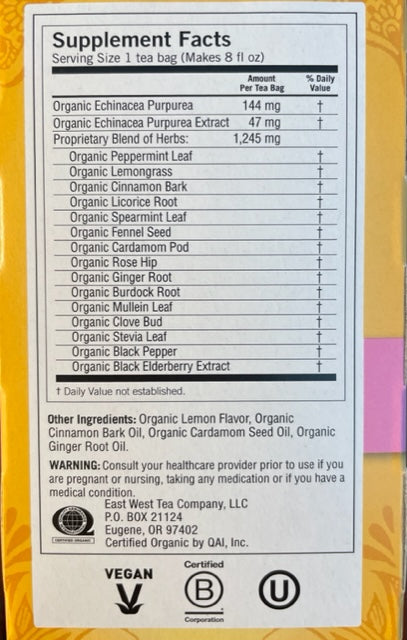 Supplement Facts
Serving Size 1 tea bag (Makes 8 fl oz)
Amount Per Tea Bag % Daily Value
Organic Echinacea Purpurea 144 mg †
Organic Echinacea Purpurea Extract 47 mg †
Proprietary Blend of Herbs: 1,245 mg
Organic Peppermint Leaf †
Organic Lemongrass †
Organic Cinnamon Bark †
Organic Licorice Root †
Organic Spearmint Leaf †
Organic Fennel Seed †
Organic Cardamom Pod †
Organic Rose Hip †
Organic Ginger Root †
Organic Burdock Root †
Organic Mullein Leaf †
Organic Clove Bud †
Organic Stevia Leaf †
Organic Black Pepper †
Organic Black Elderberry Extract †
† Daily Value not established.
Other Ingredients: Organic Lemon Flavor, Organic
Cinnamon Bark Oil, Organic Cardamom Seed Oil, Organic
Ginger Root Oil.
WARNING: Consult your healthcare provider prior to use if you
are pregnant or nursing, taking any medication or if you have a
medical condition.
East West Tea Company, LLC
P.O. BOX 21124
Eugene, OR 97402
Certified Organic by QAI, Inc.
CERTIFIED ORGANIC
VEGAN
V
Certified
B
Corporation
U